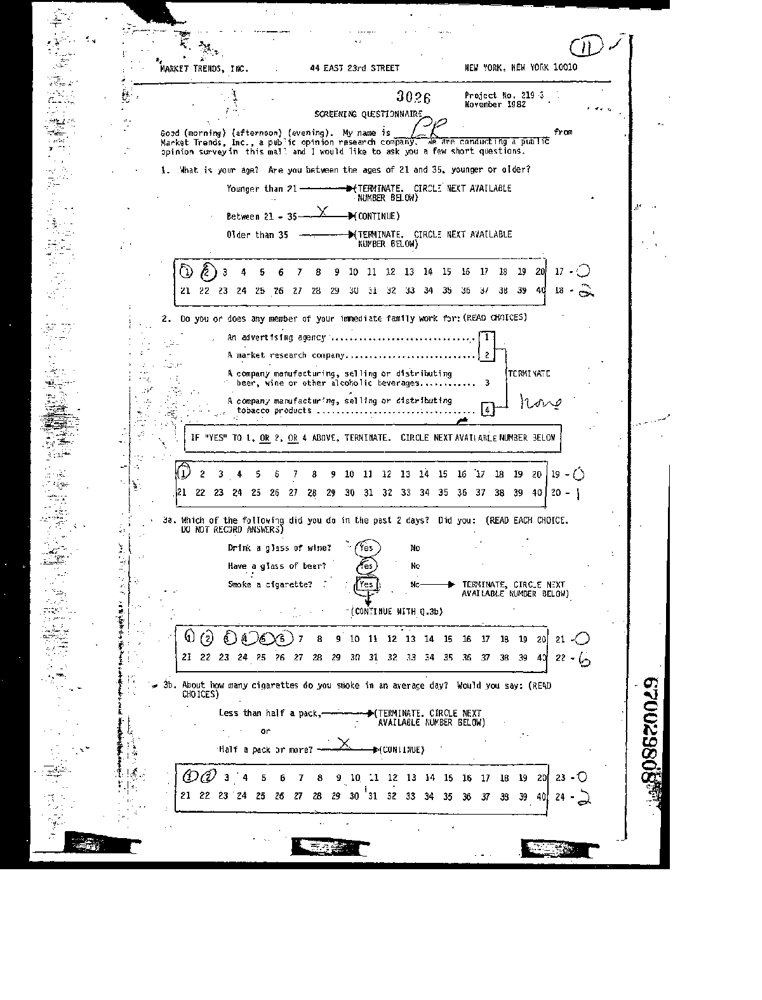 11
MARKET TRENDS, INC. 44 EAST 23rd STREET NEW YORK, NEW YORK 10010
3026 Project No. 219-3
November 1982
SCREENING QUESTIONNAIRE
Good (morning) (afternoon) (evening). My name is from
Market Trends, Inc., a public opinion research company. We are conducting a public
opinion survey in this mall and I would like to ask you a few short questions.
1. What is your age? Are you between the ages of 21 and 35, younger or older?
Younger than 21 (TERMINATE. CIRCLE NEXT AVAILABLE
NUMBER BELOW)
Between 21 - 35 X (CONTINUE)
Older than 35 (TERMINATE. CIRCLE NEXT AVAILABLE
NUMBER BELOW)
1 2 3 4 5 6 7 8 9 10 11 12 13 14 15 16 17 18 19 20 17 - 0
21 22 23 24 25 26 27 28 29 30 31 32 33 34 35 36 37 38 39 40 18 - 2
2. Do you or does any member of your immediate family work for: (READ CHOICES)
An advertising agency ............................... 1
A market research company........................... 2
A company manufacturing, selling or distributing TERMINATE
beer, wine or other alcoholic beverages............ 3
A company manufacturing, selling or distributing none
tobacco products .................................. 4
IF "YES" TO 1, OR 2, OR 4 ABOVE, TERMINATE. CIRCLE NEXT AVAILABLE NUMBER BELOW
1 2 3 4 5 6 7 8 9 10 11 12 13 14 15 16 17 18 19 20 19 - 0
21 22 23 24 25 26 27 28 29 30 31 32 33 34 35 36 37 38 39 40 20 - 1
3a. Which of the following did you do in the past 2 days? Did you: (READ EACH CHOICE.
DO NOT RECORD ANSWERS)
Drink a glass of wine? Yes No
Have a glass of beer? Yes No
Smoke a cigarette? Yes No TERMINATE, CIRCLE NEXT
AVAILABLE NUMBER BELOW)
(CONTINUE WITH Q.3b)
1 2 3 4 5 6 7 8 9 10 11 12 13 14 15 16 17 18 19 20 21 - 0
21 22 23 24 25 26 27 28 29 30 31 32 33 34 35 36 37 38 39 40 22 - 6
3b. About how many cigarettes do you smoke in an average day? Would you say: (READ
CHOICES)
Less than half a pack, (TERMINATE. CIRCLE NEXT
AVAILABLE NUMBER BELOW)
or
Half a pack or more? X (CONTINUE)
1 2 3 4 5 6 7 8 9 10 11 12 13 14 15 16 17 18 19 20 23 - 0
21 22 23 24 25 26 27 28 29 30 31 32 33 34 35 36 37 38 39 40 24 - 2
670029808